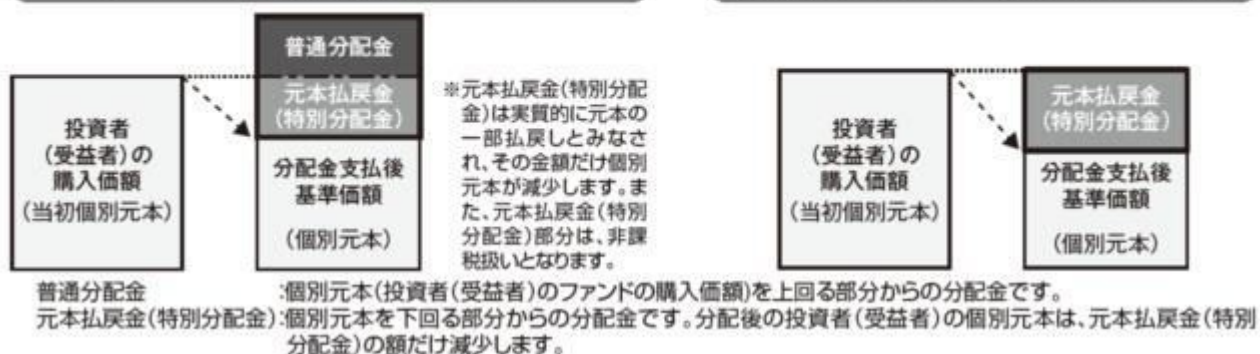 普通分配金
元本払戻金
(特別分配金)
投資者
(受益者)の
購入価額
(当初個別元本)
分配金支払後
基準価額
(個別元本)
※元本払戻金(特別分配
金)は実質的に元本の
一部払戻しとみなさ
れ、その金額だけ個別
元本が減少します。ま
た、元本払戻金(特別
分配金)部分は、非課
税扱いとなります。
投資者
(受益者)の
購入価額
(当初個別元本)
元本払戻金
(特別分配金)
分配金支払後
基準価額
(個別元本)
普通分配金 :個別元本(投資者(受益者)のファンドの購入価額)を上回る部分からの分配金です。
元本払戻金(特別分配金):個別元本を下回る部分からの分配金です。分配後の投資者(受益者)の個別元本は、元本払戻金(特別
分配金)の額だけ減少します。